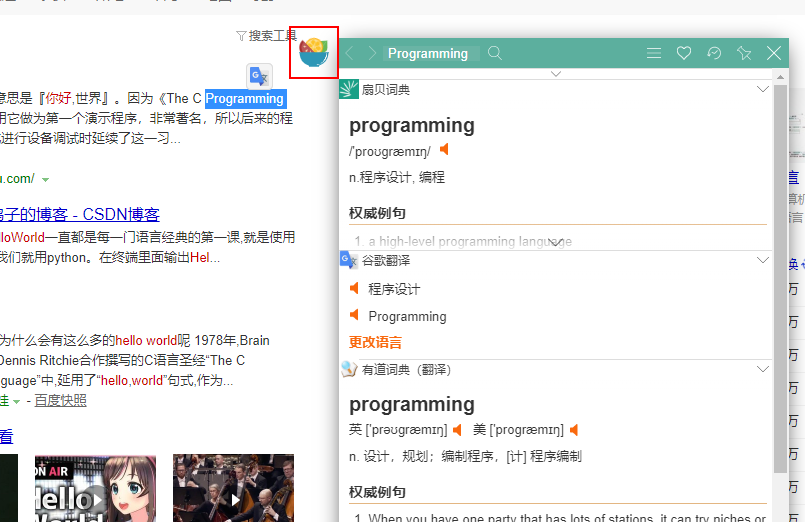 搜索工具
意思是『你好,世界』。因为《The C Programming
用它做为第一个演示程序，非常著名，所以后来的程
进行设备调试时延续了这一习...
u.com/
子的博客 - CSDN博客
lloWorld一直都是每一门语言经典的第一课,就是使用
我们就用python。在终端里面输出Hel...
为什么会有这么多的hello world呢 1978年,Brain
Dennis Ritchie合作撰写的C语言圣经“The C
guage”中,延用了“hello,world”句式,作为...
- 百度快照
看
ON AIR
Hello
World
Programming
扇贝词典
programming
/'proʊgræmɪŋ/
n.程序设计, 编程
权威例句
1. a high-level programming language
谷歌翻译
程序设计
Programming
更改语言
有道词典（翻译）
programming
英 ['prəʊgræmɪŋ] 美 ['progræmɪŋ]
n. 设计，规划；编制程序，[计] 程序编制
权威例句
1. When you have one party that has lots of stations, it can try niches or
言
算机
语言
换
万
万
万
万
万
万
万